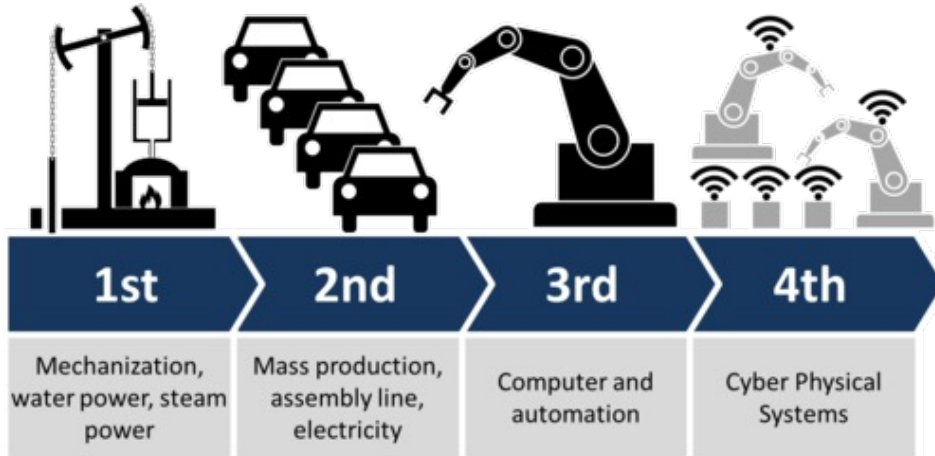 1st
2nd
3rd
4th
Mechanization,
water power, steam
power
Mass production,
assembly line,
electricity
Computer and
automation
Cyber Physical
Systems